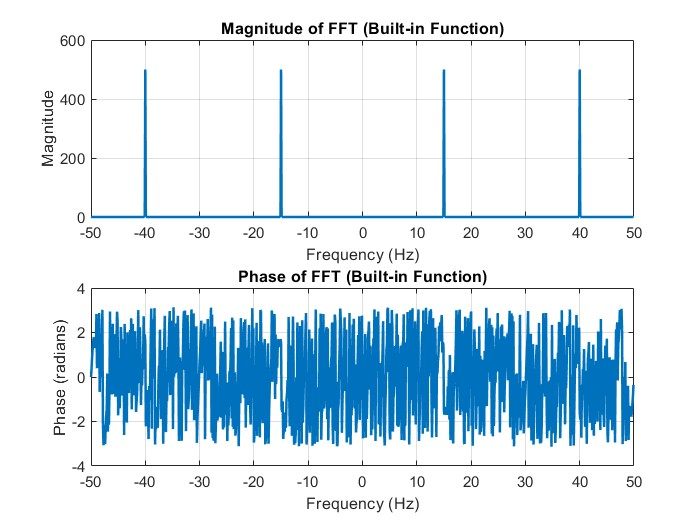 Magnitude of FFT (Built-in Function)
600
400
200
0
Magnitude
-50 -40 -30 -20 -10 0 10 20 30 40 50
Frequency (Hz)
Phase of FFT (Built-in Function)
4
2
0
-2
-4
Phase (radians)
-50 -40 -30 -20 -10 0 10 20 30 40 50
Frequency (Hz)